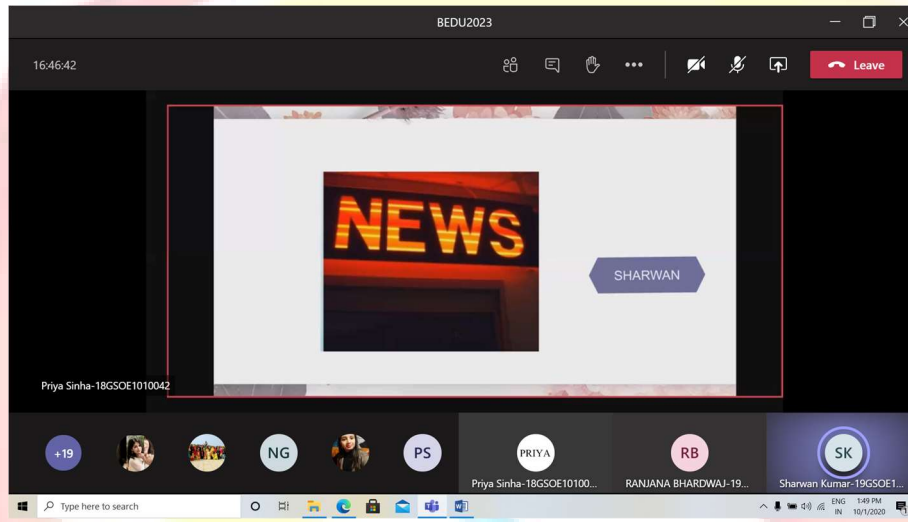 BEDU2023
16:46:42
Leave
NEWS
SHARWAN
Priya Sinha-18GSOE1010042
+19
NG
PS
PRIYA
RB
SK
Priya Sinha-18GSOE10100...
RANJANA BHARDWAJ-19...
Sharwan Kumar-19GSOE1...
Type here to search
ENG
IN
1:49 PM
10/1/2020